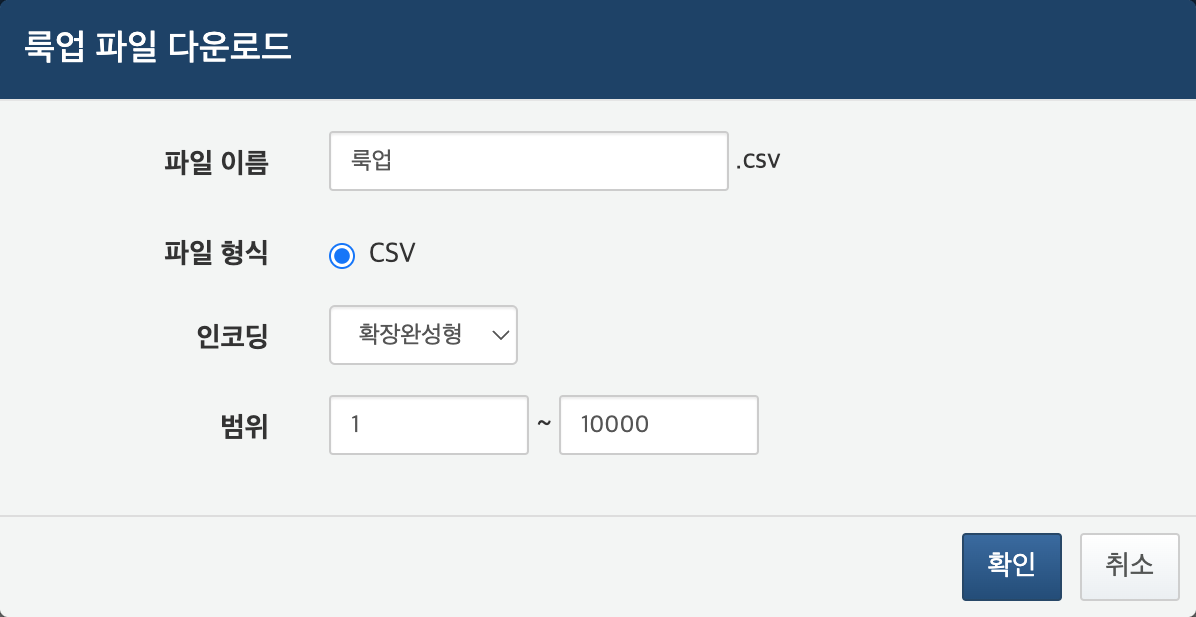 룩업 파일 다운로드
파일 이름 룩업 .csv
파일 형식 CSV
인코딩 확장완성형
범위 1 ~ 10000
확인 취소